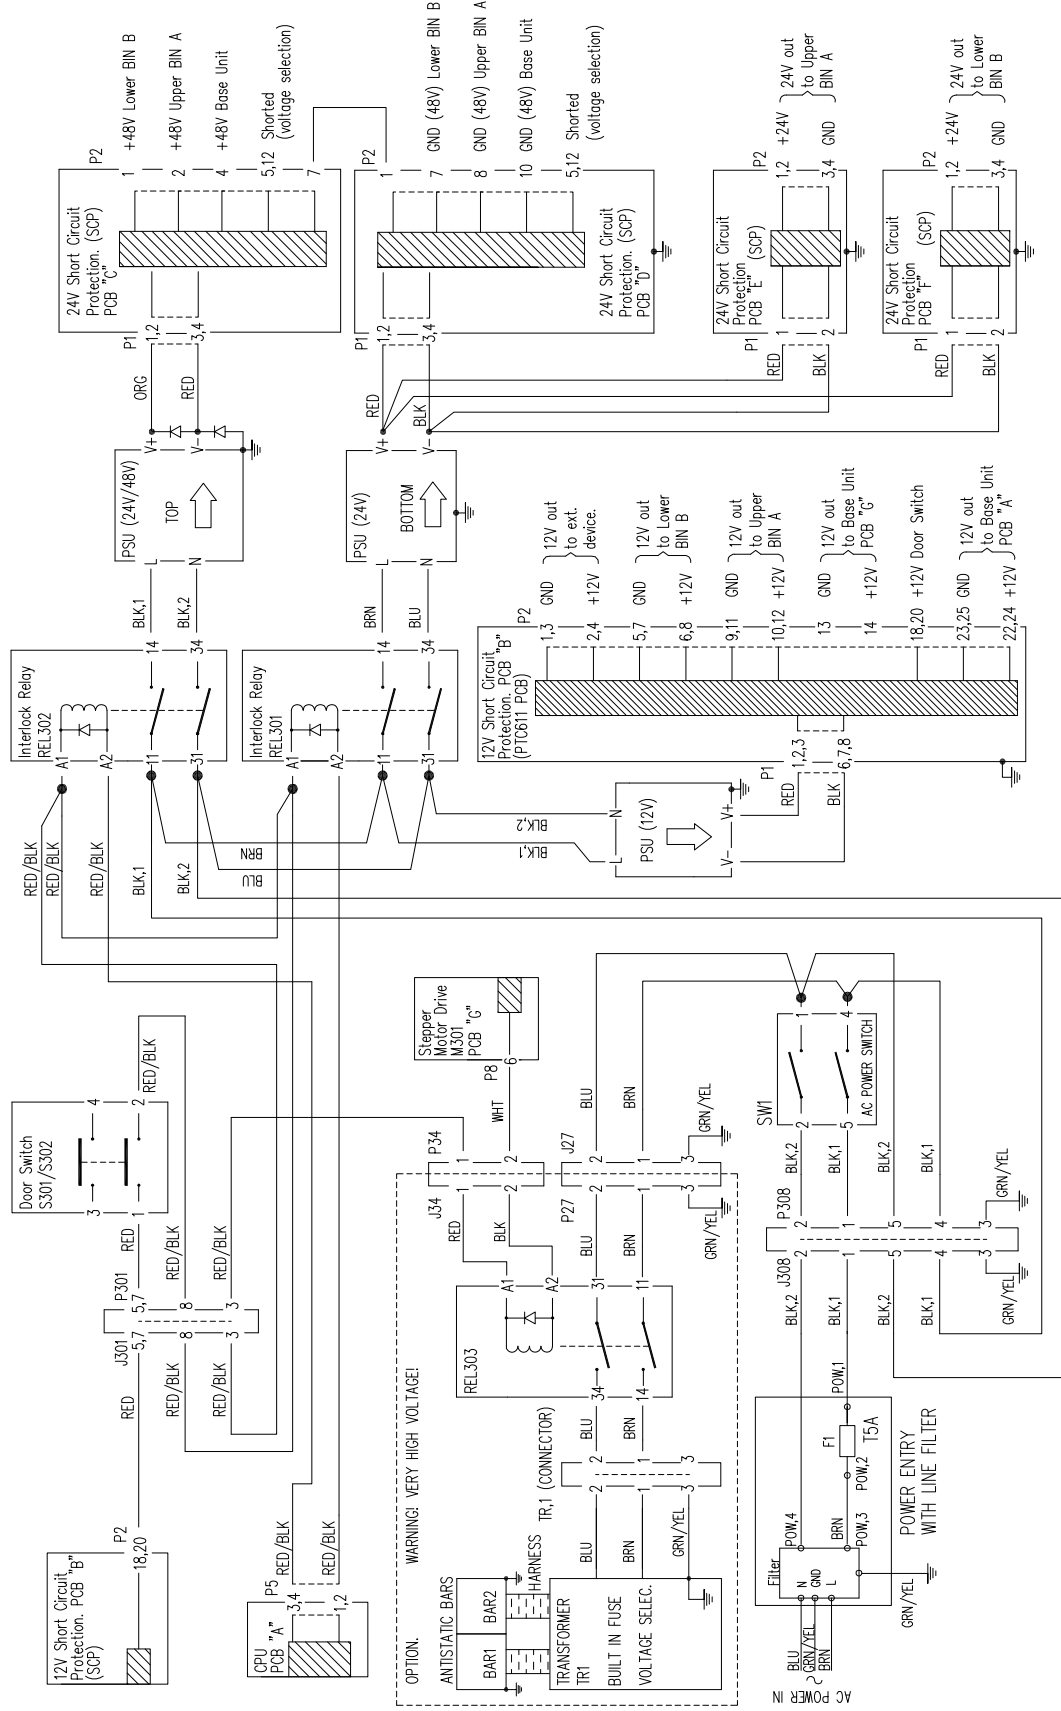 12V Short Circuit
Protection. PCB "B"
(SCP)
P2
18,20
RED
J301
P301
5,7
5,7
8
8
3
3
RED
RED/BLK
RED/BLK
RED/BLK
RED/BLK
Door Switch
S301/S302
3
4
1
2
RED/BLK
CPU
PCB "A"
P5
3,4
1,2
RED/BLK
RED/BLK
RED/BLK
RED/BLK
RED/BLK
BLK,1
BLK,2
Interlock Relay
REL302
A1
A2
11
31
14
34
BLK,1
BLK,2
PSU (24V/48V)
TOP
L
N
V+
V-
ORG
RED
24V Short Circuit
Protection. (SCP)
PCB "C"
P1
1,2
3,4
P2
1
2
4
5,12
7
+48V Lower BIN B
+48V Upper BIN A
+48V Base Unit
Shorted
(voltage selection)
Interlock Relay
REL301
A1
A2
11
31
14
34
BRN
BLU
BRN
BLU
PSU (24V)
BOTTOM
L
N
V+
V-
RED
BLK
24V Short Circuit
Protection. (SCP)
PCB "D"
P1
1,2
3,4
P2
1
7
8
10
5,12
GND (48V) Lower BIN B
GND (48V) Upper BIN A
GND (48V) Base Unit
Shorted
(voltage selection)
BLK,1
BLK,2
PSU (12V)
L
N
V-
V+
RED
BLK
P1
1,2,3
6,7,8
12V Short Circuit
Protection. PCB "B"
(PTC611 PCB)
P2
1,3 GND
2,4 +12V
12V out
to ext.
device.
5,7 GND
6,8 +12V
12V out
to Lower
BIN B
9,11 GND
10,12 +12V
12V out
to Upper
BIN A
13 GND
14 +12V
12V out
to Base Unit
PCB "G"
18,20 +12V Door Switch
23,25 GND
22,24 +12V
12V out
to Base Unit
PCB "A"
RED
BLK
P1
1
2
24V Short Circuit
Protection
PCB "E" (SCP)
P2
1,2 +24V
3,4 GND
24V out
to Upper
BIN A
RED
BLK
P1
1
2
24V Short Circuit
Protection
PCB "F" (SCP)
P2
1,2 +24V
3,4 GND
24V out
to Lower
BIN B
OPTION. WARNING! VERY HIGH VOLTAGE!
ANTISTATIC BARS
BAR1
BAR2
HARNESS
TRANSFORMER
TR1
BUILT IN FUSE
VOLTAGE SELEC.
BLU
BRN
GRN/YEL
TR,1 (CONNECTOR)
2
2
1
1
3
3
BLU
BRN
REL303
34
14
A1
A2
31
11
RED
BLK
BLU
BRN
GRN/YEL
J34
P34
1
1
2
2
P27
J27
2
2
1
1
3
3
WHT
BLU
BRN
GRN/YEL
P8
6
Stepper
Motor Drive
M301
PCB "G"
AC POWER IN
BLU
GRN/YEL
BRN
Filter
N
GND
L
POW,4
BRN
POW,3
POW,2
F1
T5A
POW,1
GRN/YEL
POWER ENTRY
WITH LINE FILTER
BLK,2
BLK,1
BLK,2
BLK,1
GRN/YEL
J308
P308
2
2
1
1
5
5
4
4
3
3
BLK,2
BLK,1
BLK,2
BLK,1
GRN/YEL
SW1
2
5
1
4
AC POWER SWITCH